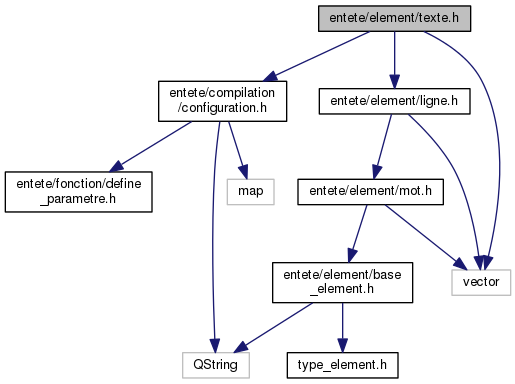 entete/element/texte.h
entete/compilation
/configuration.h
entete/element/ligne.h
entete/fonction/define
_parametre.h
map
entete/element/mot.h
entete/element/base
_element.h
vector
QString
type_element.h